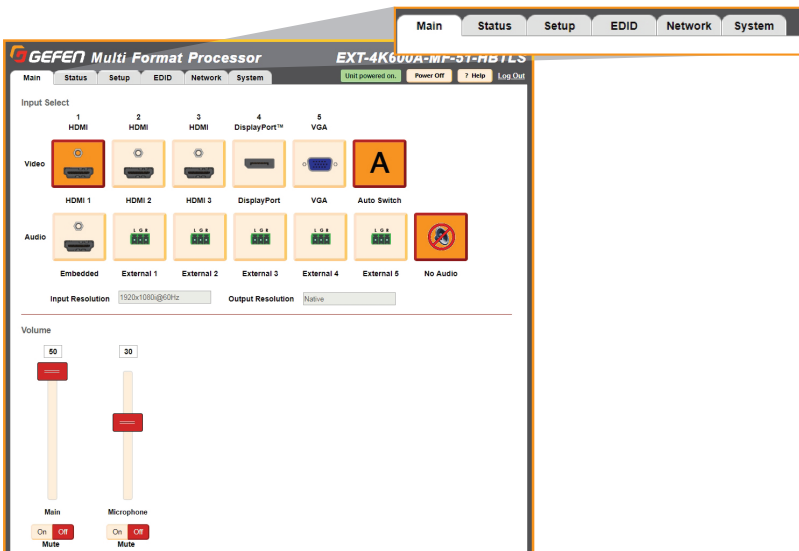 Main Status Setup EDID Network System
GEFEN Multi Format Processor EXT-4K600A-MF-51-HBTLS
Main Status Setup EDID Network System Unit powered on. Power Off ? Help Log Out
Input Select
1 2 3 4 5
HDMI HDMI HDMI DisplayPort™ VGA
Video A
HDMI 1 HDMI 2 HDMI 3 DisplayPort VGA Auto Switch
L G R L G R L G R L G R L G R
Audio
Embedded External 1 External 2 External 3 External 4 External 5 No Audio
Input Resolution 1920x1080i@60Hz Output Resolution Native
Volume
50 30
Main Microphone
On Off On Off
Mute Mute